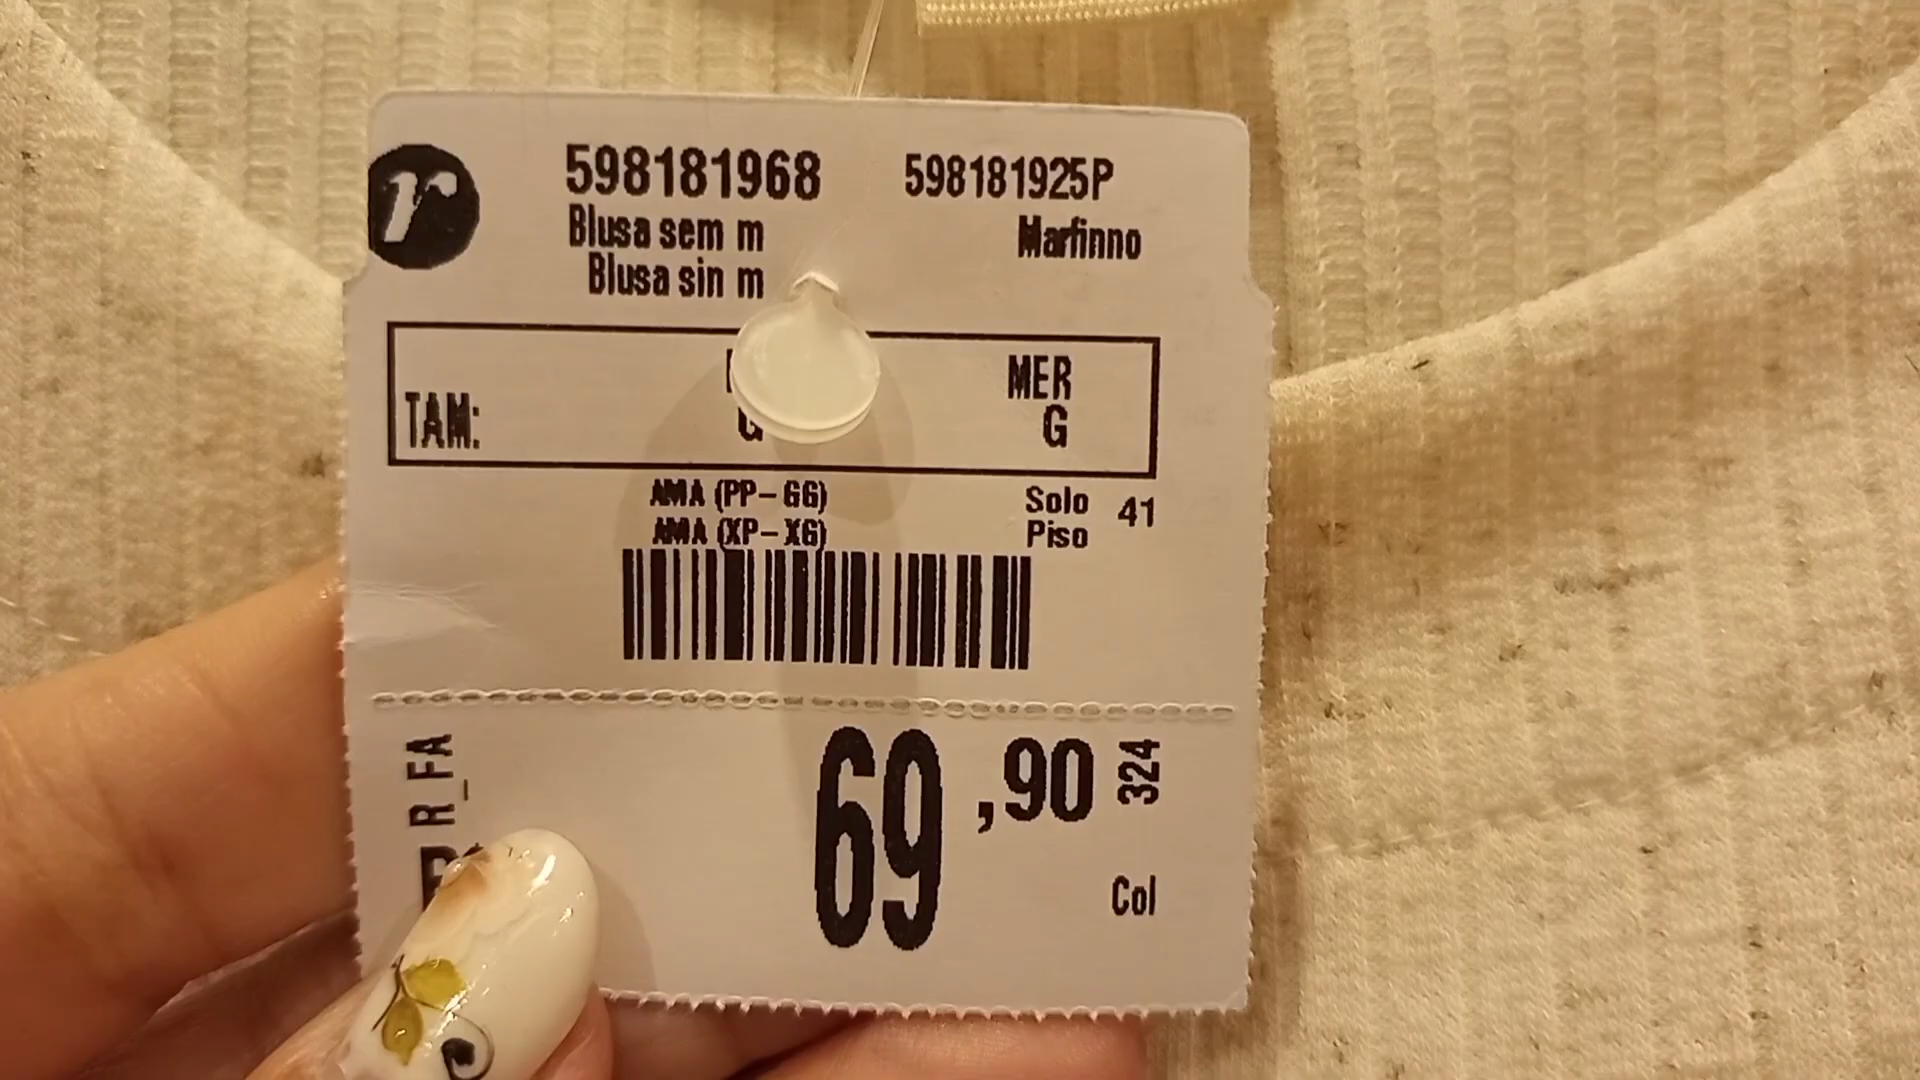 r
598181968 598181925P
Blusa sem m Marfinno
Blusa sin m
MER
TAM: G G
AMA (PP-GG) Solo 41
AMA (XP-XG) Piso
R_FA
69,90
324
Col